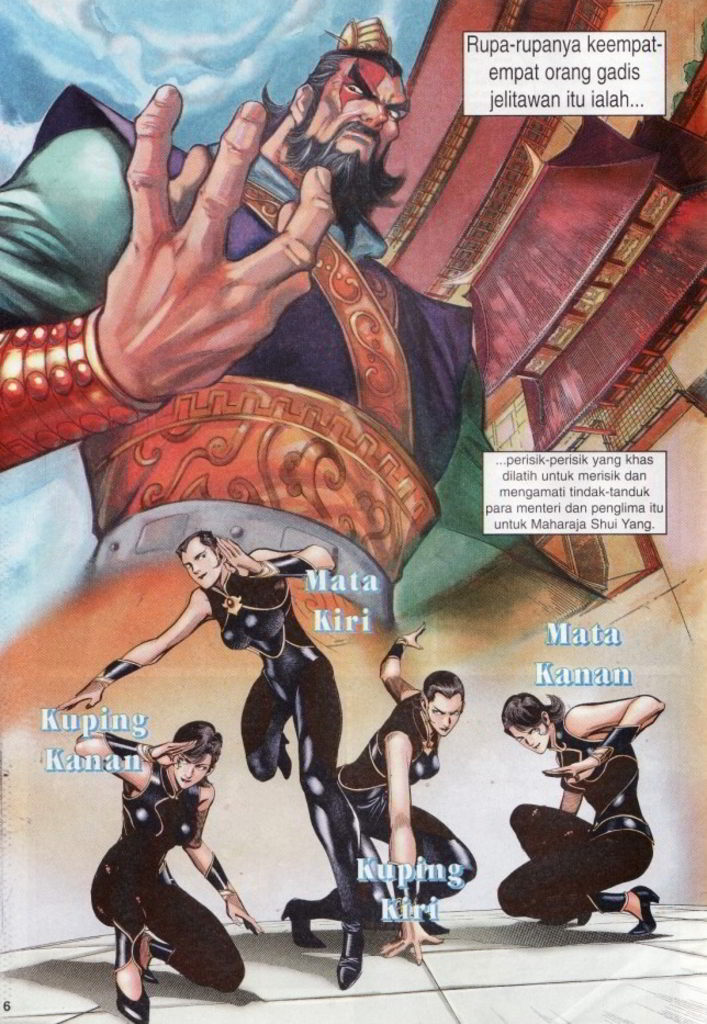 Rupa-rupanya keempat-
empat orang gadis
jelitawan itu ialah...
...perisik-perisik yang khas
dilatih untuk merisik dan
mengamati tindak-tanduk
para menteri dan penglima itu
untuk Maharaja Shui Yang.
Mata
Kiri
Mata
Kanan
Kuping
Kanan
Kuping
Kiri
6